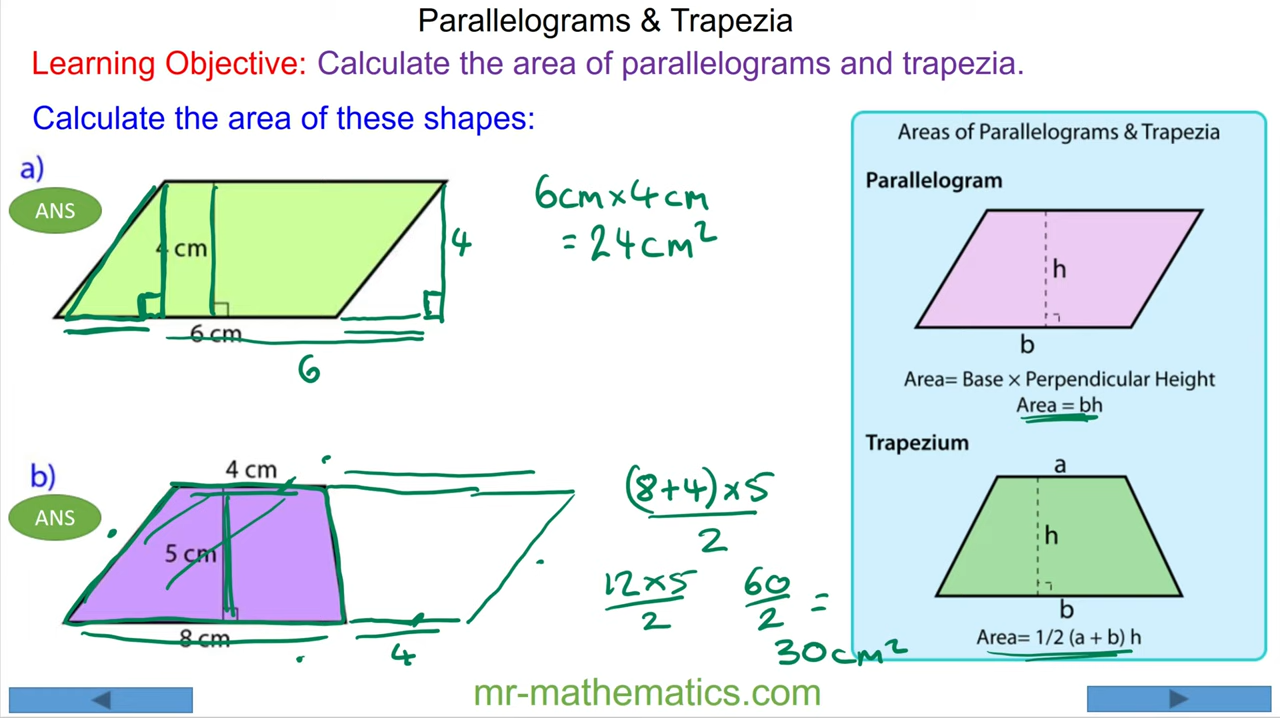 Parallelograms & Trapezia
Learning Objective: Calculate the area of parallelograms and trapezia.
Calculate the area of these shapes:
a)
ANS
4 cm
6 cm
6
4
6cm×4cm
=24cm²
b)
ANS
4 cm
5 cm
8 cm
4
(8+4)×5
2
12×5
2
60
2
=
30cm²
Areas of Parallelograms & Trapezia
Parallelogram
h
b
Area= Base × Perpendicular Height
Area = bh
Trapezium
a
h
b
Area= 1/2 (a + b) h
mr-mathematics.com